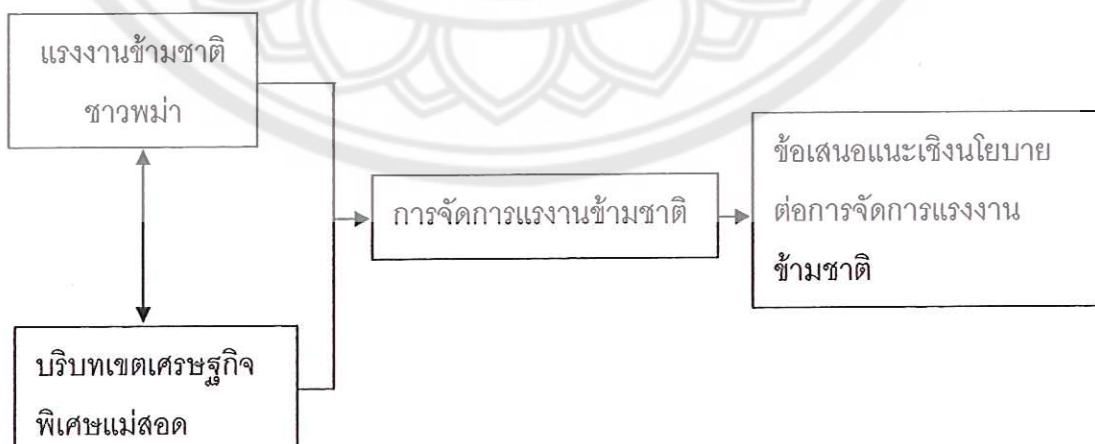 แรงงานข้ามชาติ
ชาวพม่า
การจัดการแรงานข้ามชาติ
ข้อเสนอแนะเชิงนโยบาย
ต่อการจัดการแรงงาน
ข้ามชาติ
บริบทเขตเศรษฐกิจ
พิเศษแม่สอด